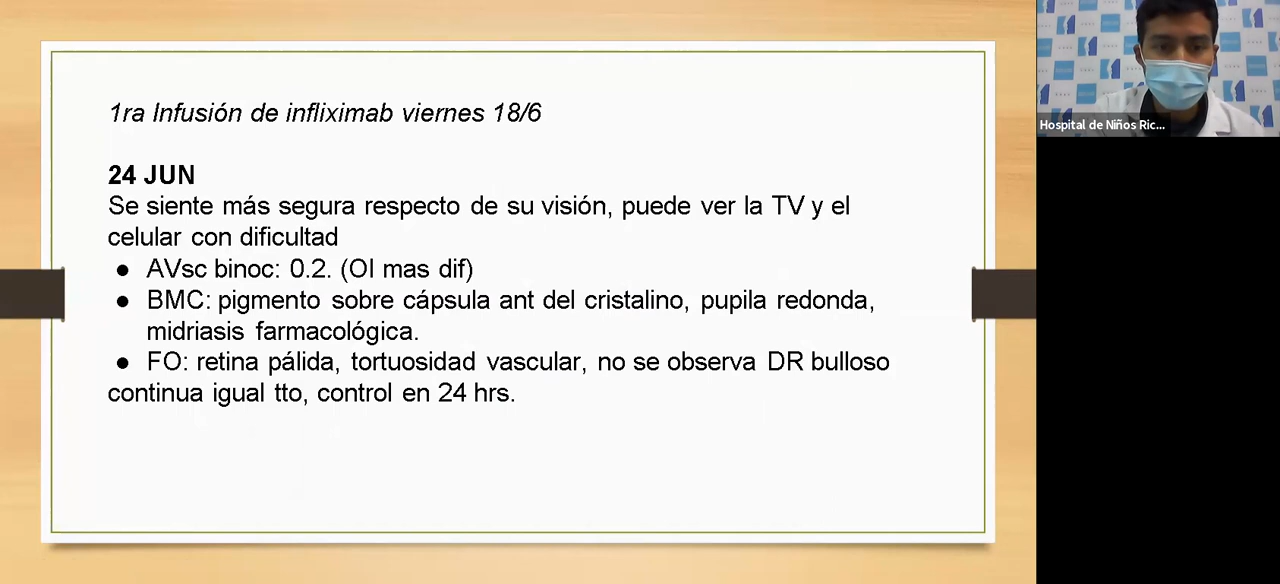 1ra Infusión de infliximab viernes 18/6
24 JUN
Se siente más segura respecto de su visión, puede ver la TV y el
celular con dificultad
● AVsc binoc: 0.2. (OI mas dif)
● BMC: pigmento sobre cápsula ant del cristalino, pupila redonda,
midriasis farmacológica.
● FO: retina pálida, tortuosidad vascular, no se observa DR bulloso
continua igual tto, control en 24 hrs.
Hospital de Niños Ric...